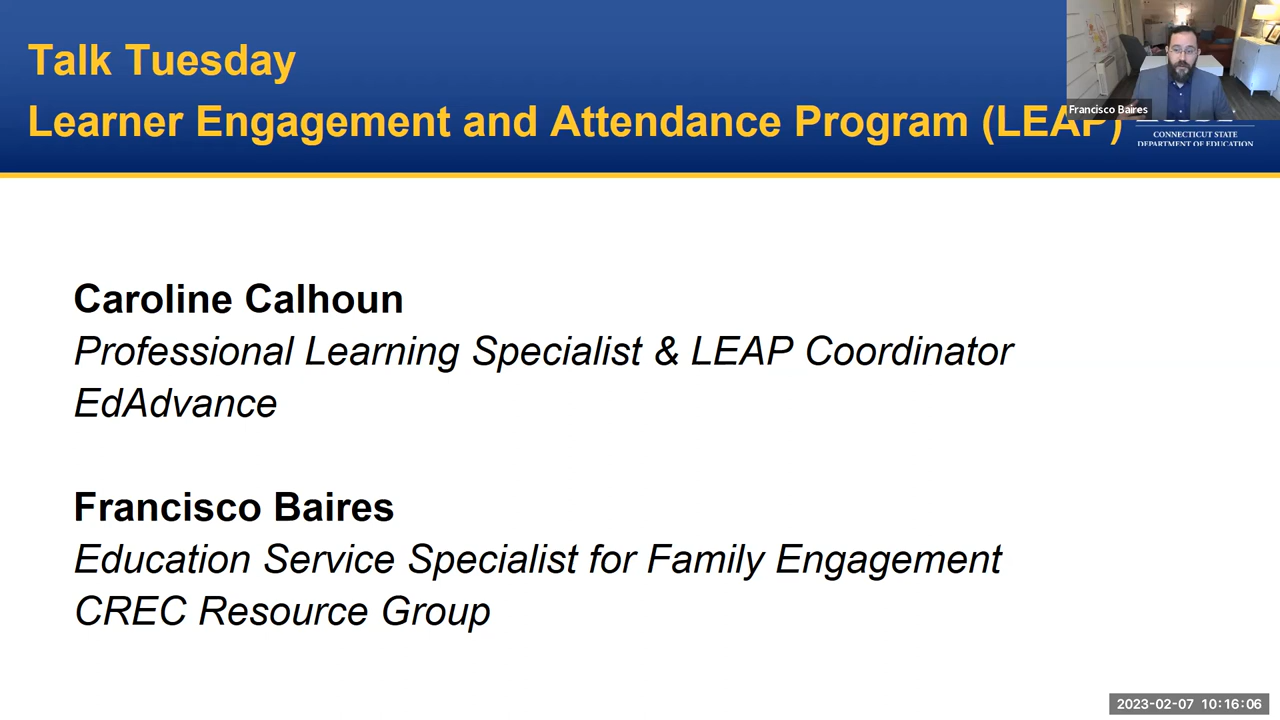 Talk Tuesday
Learner Engagement and Attendance Program (LEAP)
Francisco Baires
CONNECTICUT STATE
DEPARTMENT OF EDUCATION
Caroline Calhoun
Professional Learning Specialist & LEAP Coordinator
EdAdvance
Francisco Baires
Education Service Specialist for Family Engagement
CREC Resource Group
2023-02-07 10:16:06